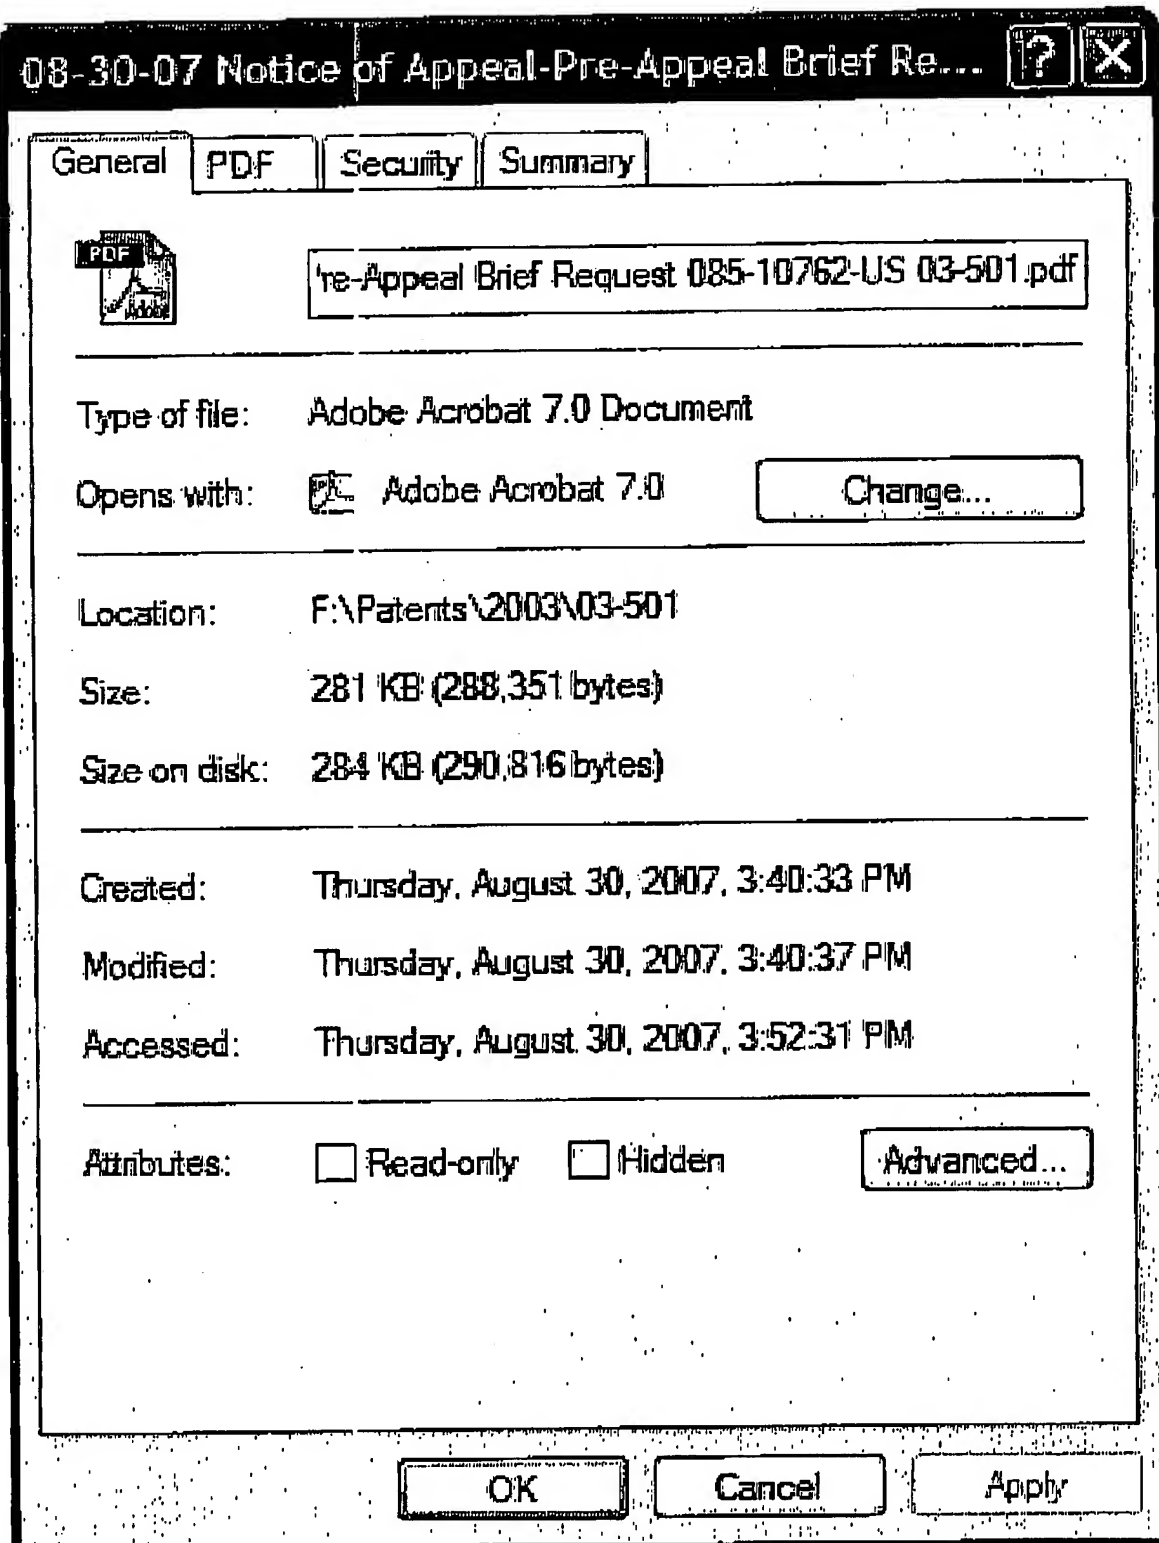 08-30-07 Notice of Appeal-Pre-Appeal Brief Re...
General PDF Security Summary
PDF
Adobe
're-Appeal Brief Request 085-10762-US 03-501.pdf
Type of file: Adobe Acrobat 7.0 Document
Opens with: Adobe Acrobat 7.0 Change...
Location: F:\Patents\2003\03-501
Size: 281 KB (288,351 bytes)
Size on disk: 284 KB (290,816 bytes)
Created: Thursday, August 30, 2007, 3:40:33 PM
Modified: Thursday, August 30, 2007, 3:40:37 PM
Accessed: Thursday, August 30, 2007, 3:52:31 PM
Attributes: Read-only Hidden Advanced...
OK Cancel Apply